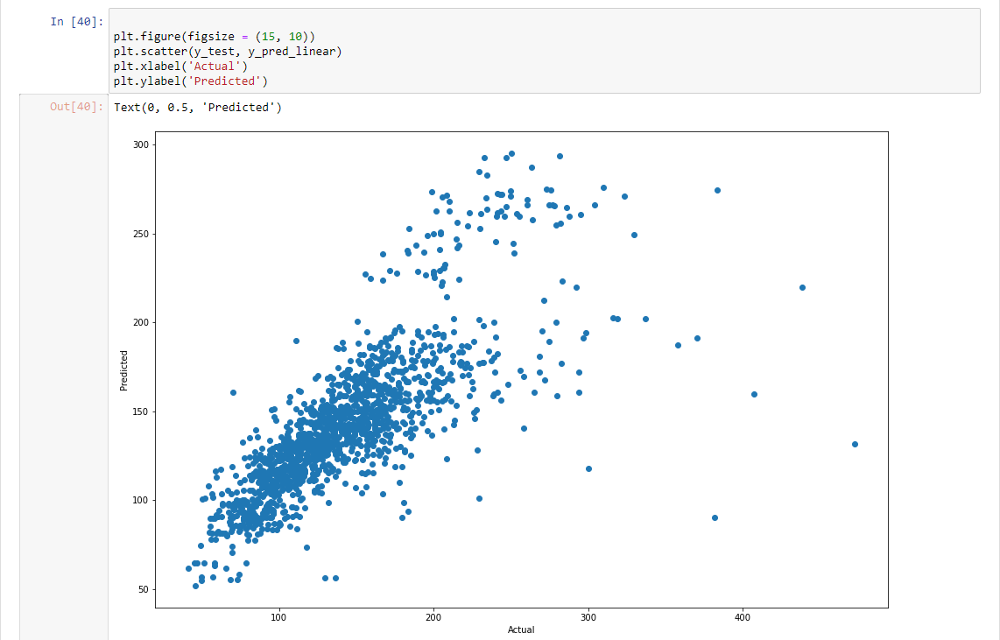 In [40]:
plt.figure(figsize = (15, 10))
plt.scatter(y_test, y_pred_linear)
plt.xlabel('Actual')
plt.ylabel('Predicted')
Out[40]: Text(0, 0.5, 'Predicted')
300
250
200
150
100
50
Predicted
100 200 300 400
Actual